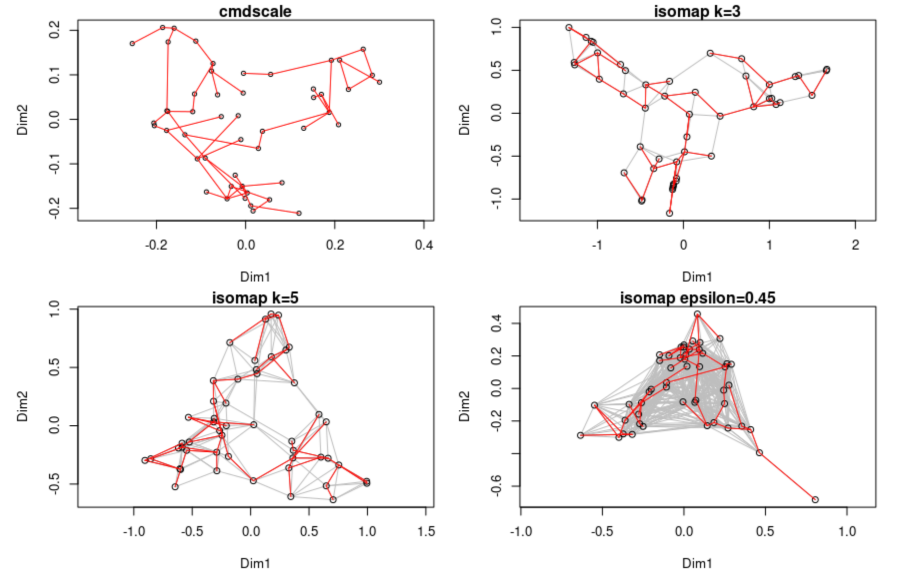 cmdscale
Dim2
0.2
0.1
0.0
-0.1
-0.2
-0.2 0.0 0.2 0.4
Dim1
isomap k=3
Dim2
1.0
0.5
0.0
-0.5
-1.0
-1 0 1 2
Dim1
isomap k=5
Dim2
1.0
0.5
0.0
-0.5
-1.0 -0.5 0.0 0.5 1.0 1.5
Dim1
isomap epsilon=0.45
Dim2
0.4
0.0
-0.2
-0.6
-1.0 -0.5 0.0 0.5 1.0
Dim1